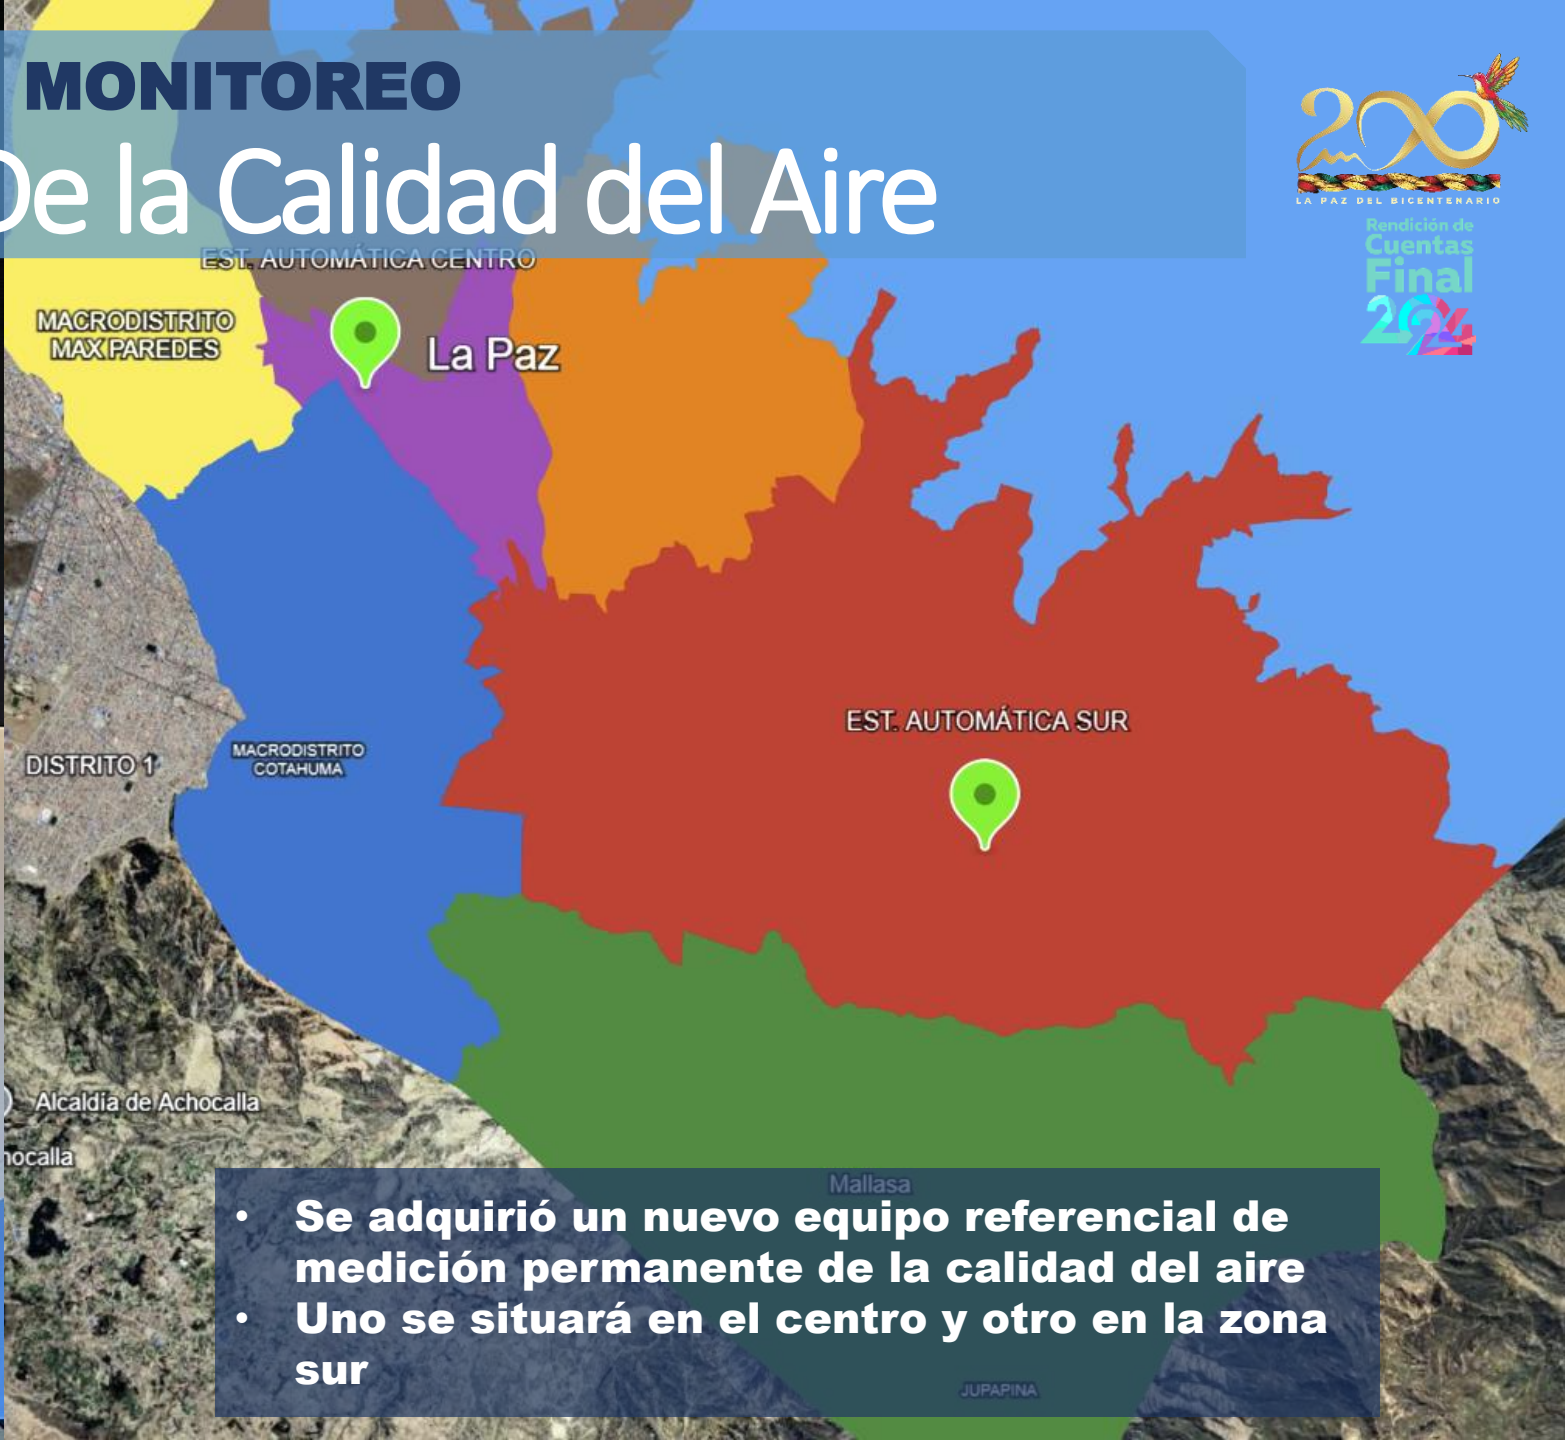 MONITOREO
De la Calidad del Aire
LA PAZ DEL BICENTENARIO
Rendición de
Cuentas
Final
2024
EST. AUTOMÁTICA CENTRO
MACRODISTRITO
MAX PAREDES
La Paz
EST. AUTOMÁTICA SUR
DISTRITO 1
MACRODISTRITO
COTAHUMA
Alcaldía de Achocalla
hocalla
Mallasa
• Se adquirió un nuevo equipo referencial de
medición permanente de la calidad del aire
• Uno se situará en el centro y otro en la zona
sur
JUPAPINA